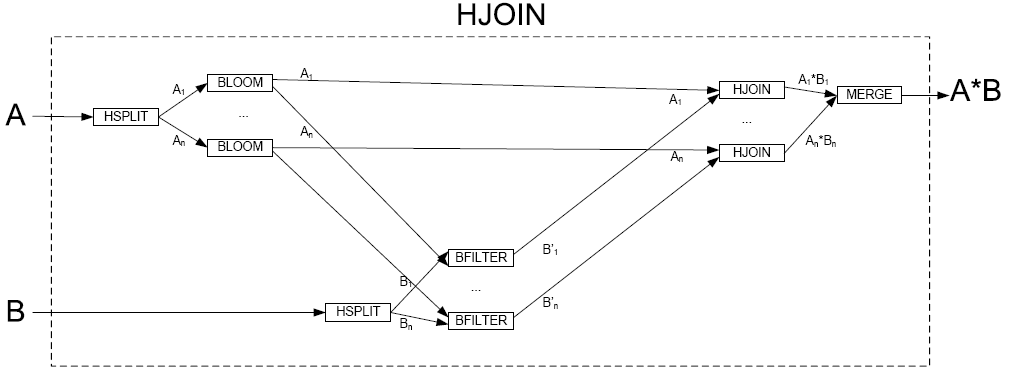 HJOIN
A
HSPLIT
A1
An
BLOOM
...
BLOOM
A1
An
A1
An
HJOIN
...
HJOIN
A1*B1
An*Bn
MERGE
A*B
B
HSPLIT
B1
Bn
BFILTER
...
BFILTER
B'1
B'n